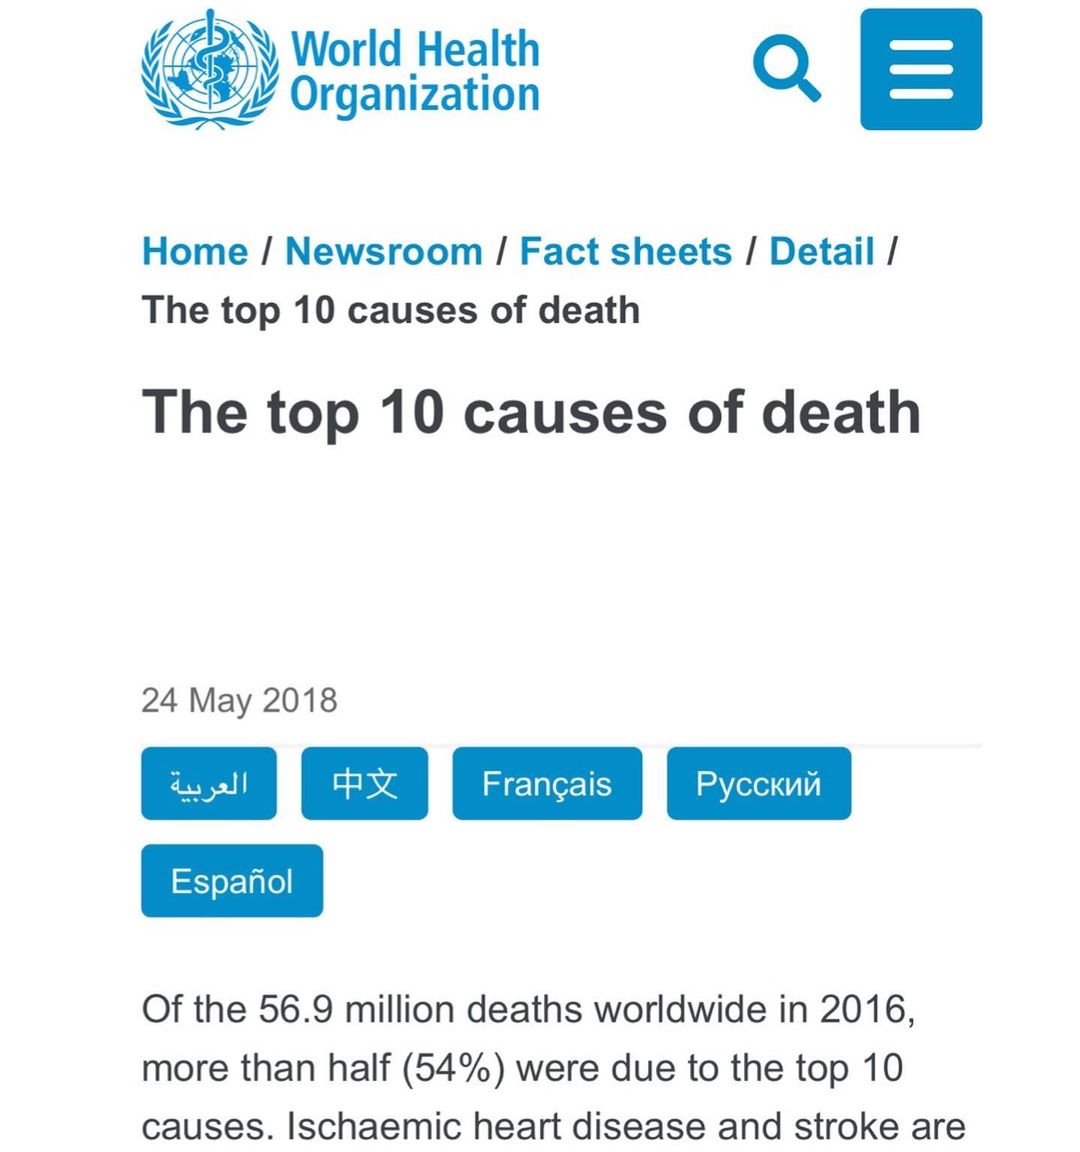 World Health
Organization
Home / Newsroom / Fact sheets / Detail /
The top 10 causes of death
The top 10 causes of death
24 May 2018
العربية
中文
Français
Русский
Español
Of the 56.9 million deaths worldwide in 2016,
more than half (54%) were due to the top 10
causes. Ischaemic heart disease and stroke are